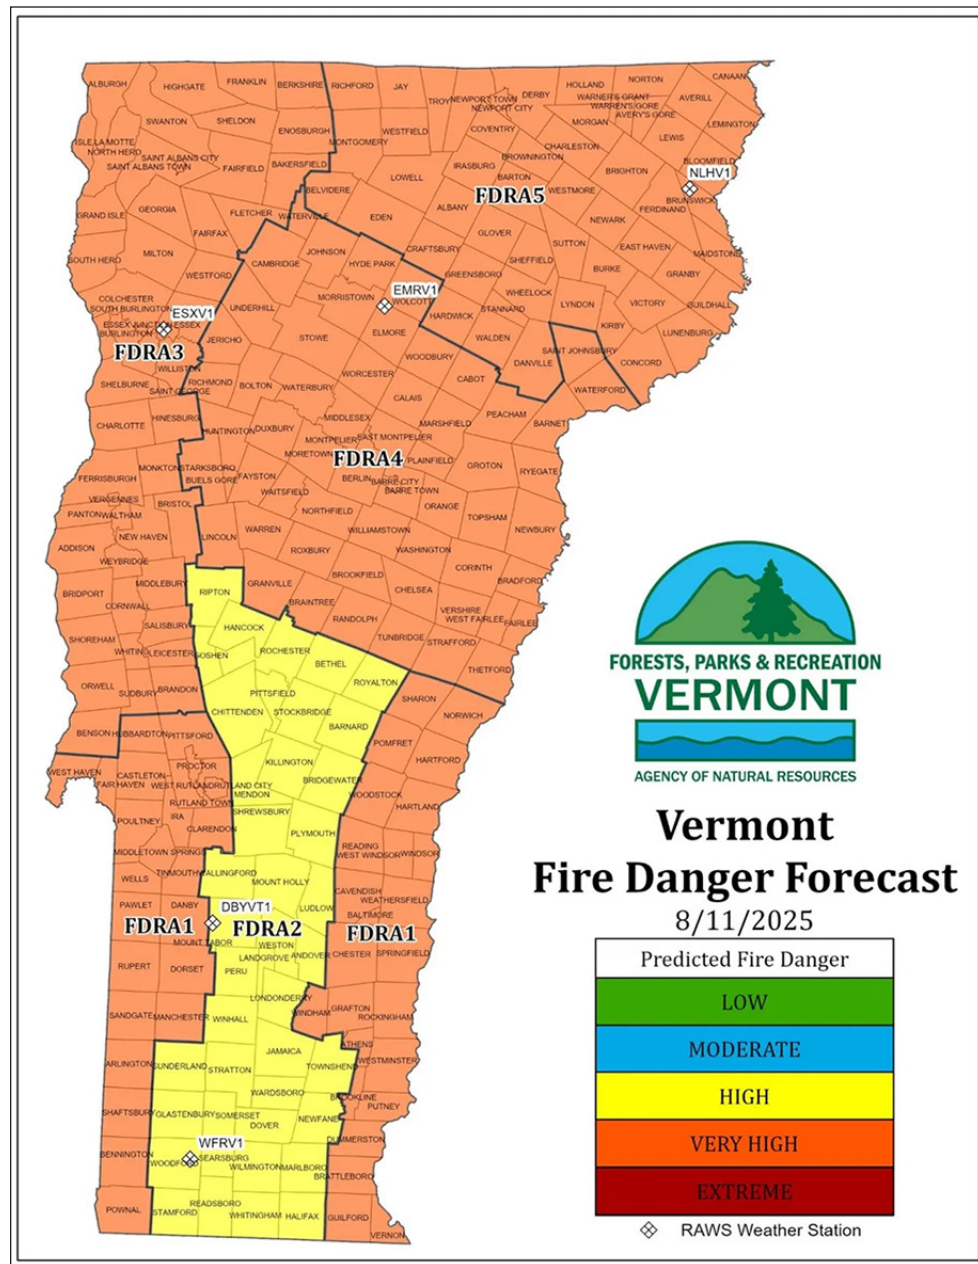 ALBURGH
HIGHGATE
FRANKLIN
BERKSHIRE
RICHFORD
JAY
TROY
NEWPORT TOWN
NEWPORT CITY
DERBY
HOLLAND
NORTON
CANAAN
WARNER'S GRANT
WARREN'S GORE
AVERY'S GORE
AVERILL
LEMINGTON
MORGAN
LEWIS
SWANTON
SHELDON
ENOSBURGH
MONTGOMERY
WESTFIELD
COVENTRY
CHARLESTON
BROWNINGTON
BLOOMFIELD
ISLE LA MOTTE
NORTH HERO
SAINT ALBANS CITY
SAINT ALBANS TOWN
FAIRFIELD
BAKERSFIELD
LOWELL
IRASBURG
BARTON
BRIGHTON
NLHV1
BELVIDERE
FDRA5
WESTMORE
BRUNSWICK
FERNDINAND
GRAND ISLE
GEORGIA
FLETCHER
WATERVILLE
EDEN
ALBANY
NEWARK
FAIRFAX
GLOVER
SUTTON
EAST HAVEN
MAIDSTONE
SOUTH HERO
MILTON
CAMBRIDGE
JOHNSON
HYDE PARK
CRAFTSBURY
SHEFFIELD
BURKE
GRANBY
WESTFORD
GREENSBORO
WHEELOCK
COLCHESTER
SOUTH BURLINGTON
ESXV1
UNDERHILL
MORRISTOWN
EMRV1
WOLCOTT
HARDWICK
STANNARD
LYNDON
VICTORY
GUILDHALL
ESSEX JUNCTION
ESSEX
BURLINGTON
JERICHO
STOWE
ELMORE
WALDEN
KIRBY
LUNENBURG
FDRA3
WILLISTON
WOODBURY
DANVILLE
SAINT JOHNSBURY
CONCORD
SHELBURNE
SAINT GEORGE
RICHMOND
BOLTON
WATERBURY
WORCESTER
CABOT
WATERFORD
CALAIS
CHARLOTTE
HINESBURG
HUNTINGTON
DUXBURY
MIDDLESEX
MARSHFIELD
PEACHAM
BARNET
MONTPELIER
EAST MONTPELIER
MORETOWN
FDRA4
PLAINFIELD
GROTON
RYEGATE
MONKTON
STARKSBORO
BUELS GORE
FAYSTON
BERLIN
BARRE CITY
BARRE TOWN
FERRISBURGH
WAITSFIELD
VERGENNES
PANTON
WALTHAM
BRISTOL
NORTHFIELD
ORANGE
TOPSHAM
NEW HAVEN
LINCOLN
WARREN
WILLIAMSTOWN
NEWBURY
ADDISON
ROXBURY
WASHINGTON
WEYBRIDGE
CORINTH
MIDDLEBURY
RIPTON
GRANVILLE
BROOKFIELD
CHELSEA
BRADFORD
BRIDPORT
CORNWALL
BRAINTREE
RANDOLPH
VERSHIRE
WEST FAIRLEE
FAIRLEE
SALISBURY
HANCOCK
SHOREHAM
TUNBRIDGE
STRAFFORD
WHITING
LEICESTER
GOSHEN
ROCHESTER
BETHEL
THETFORD
ORWELL
SUDBURY
BRANDON
PITTSFIELD
ROYALTON
SHARON
CHITTENDEN
STOCKBRIDGE
NORWICH
BENSON
HUBBARDTON
PITTSFORD
BARNARD
POMFRET
WEST HAVEN
CASTLETON
PROCTOR
KILLINGTON
HARTFORD
FAIR HAVEN
WEST RUTLAND
RUTLAND CITY
MENDON
BRIDGEWATER
WOODSTOCK
RUTLAND TOWN
HARTLAND
POULTNEY
IRA
CLARENDON
SHREWSBURY
PLYMOUTH
READING
WEST WINDSOR
WINDSOR
MIDDLETOWN SPRINGS
WELLS
TINMOUTH
WALLINGFORD
MOUNT HOLLY
CAVENDISH
WEATHERSFIELD
PAWLET
DANBY
DBYVT1
LUDLOW
BALTIMORE
FDRA1
FDRA2
FDRA1
MOUNT TABOR
WESTON
LANDGROVE
ANDOVER
CHESTER
SPRINGFIELD
RUPERT
DORSET
PERU
LONDONDERRY
SANDGATE
MANCHESTER
WINHALL
WINDHAM
GRAFTON
ROCKINGHAM
ATHENS
ARLINGTON
SUNDERLAND
STRATTON
JAMAICA
TOWNSHEND
WESTMINSTER
WARDSBORO
BROOKLINE
SHAFTSBURY
GLASTENBURY
SOMERSET
DOVER
NEWFANE
PUTNEY
DUMMERSTON
WFRV1
BENNINGTON
WOODFORD
SEARSBURG
WILMINGTON
MARLBORO
BRATTLEBORO
POWNAL
STAMFORD
READSBORO
WHITINGHAM
HALIFAX
GUILFORD
VERNON
FORESTS, PARKS & RECREATION
VERMONT
AGENCY OF NATURAL RESOURCES
Vermont
Fire Danger Forecast
8/11/2025
Predicted Fire Danger
LOW
MODERATE
HIGH
VERY HIGH
EXTREME
RAWS Weather Station